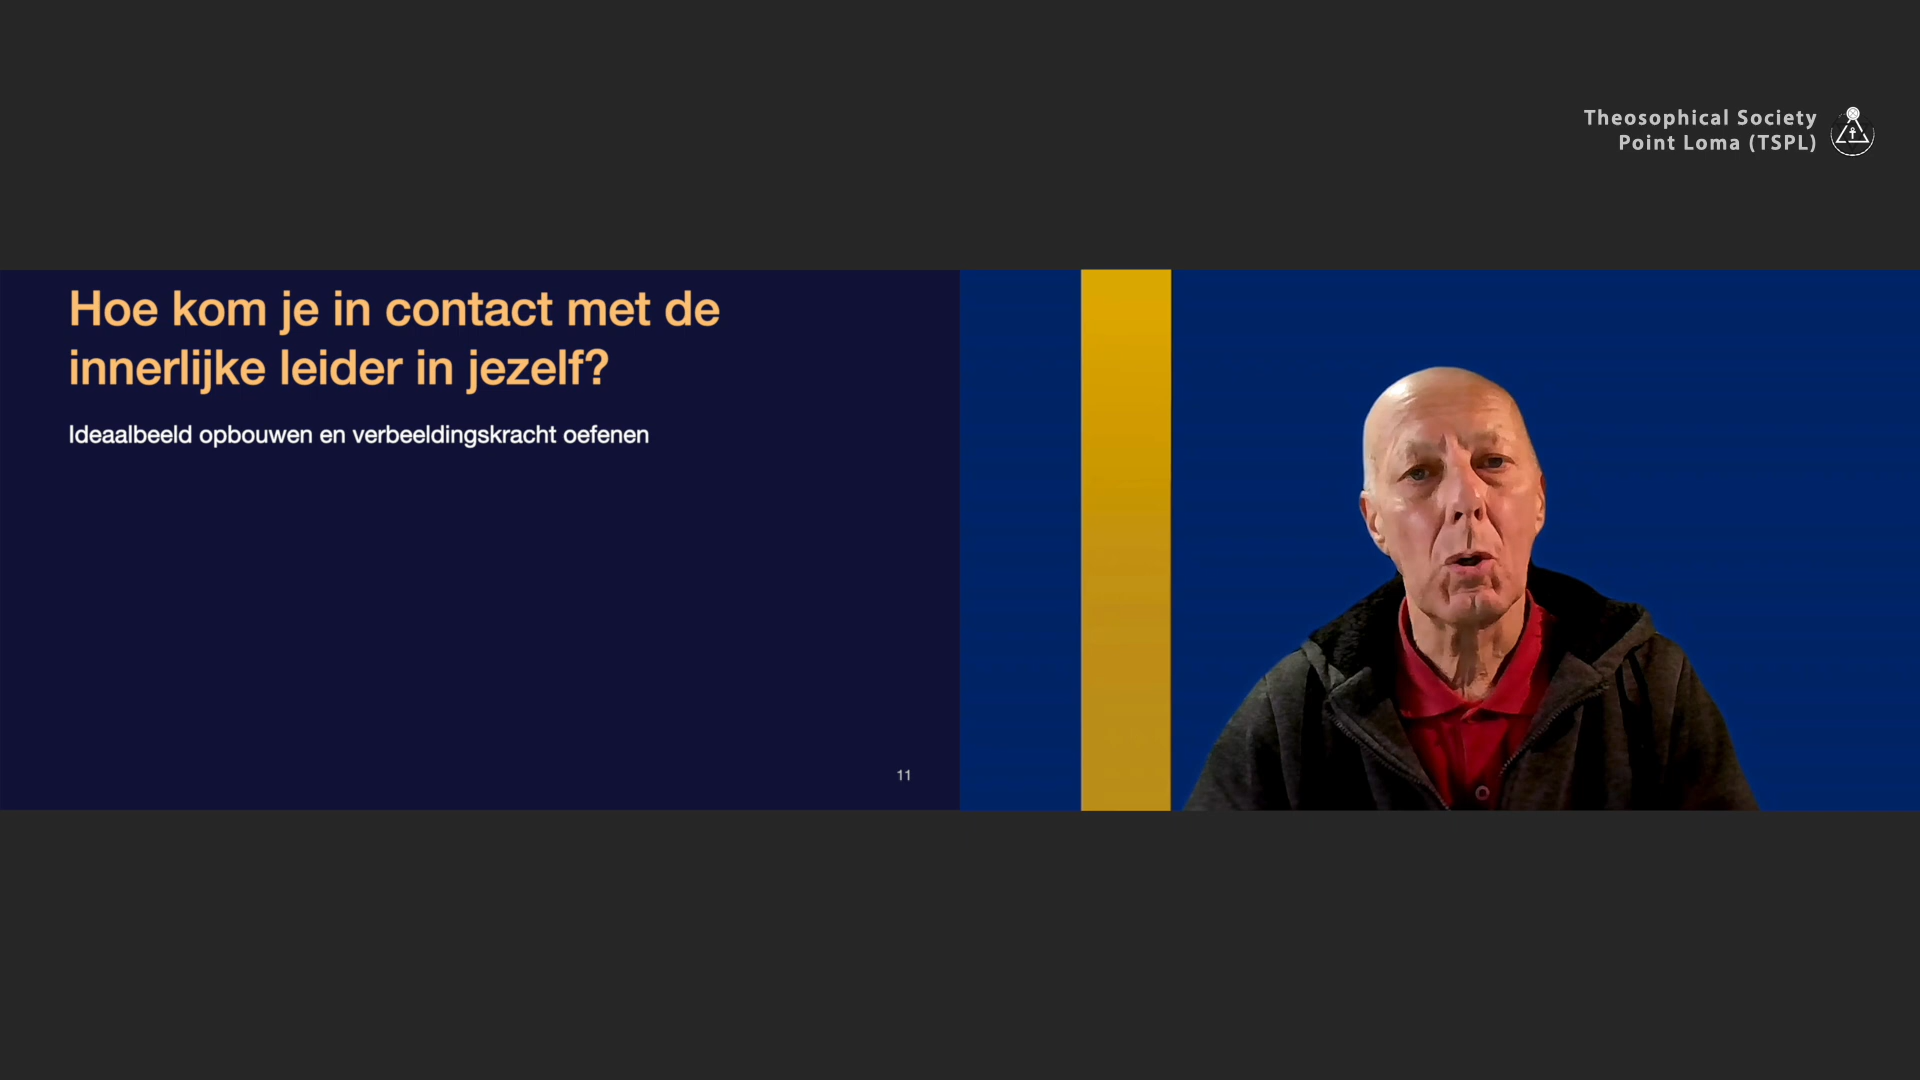 Theosophical Society
Point Loma (TSPL)
Hoe kom je in contact met de
innerlijke leider in jezelf?
Ideaalbeeld opbouwen en verbeeldingskracht oefenen
11